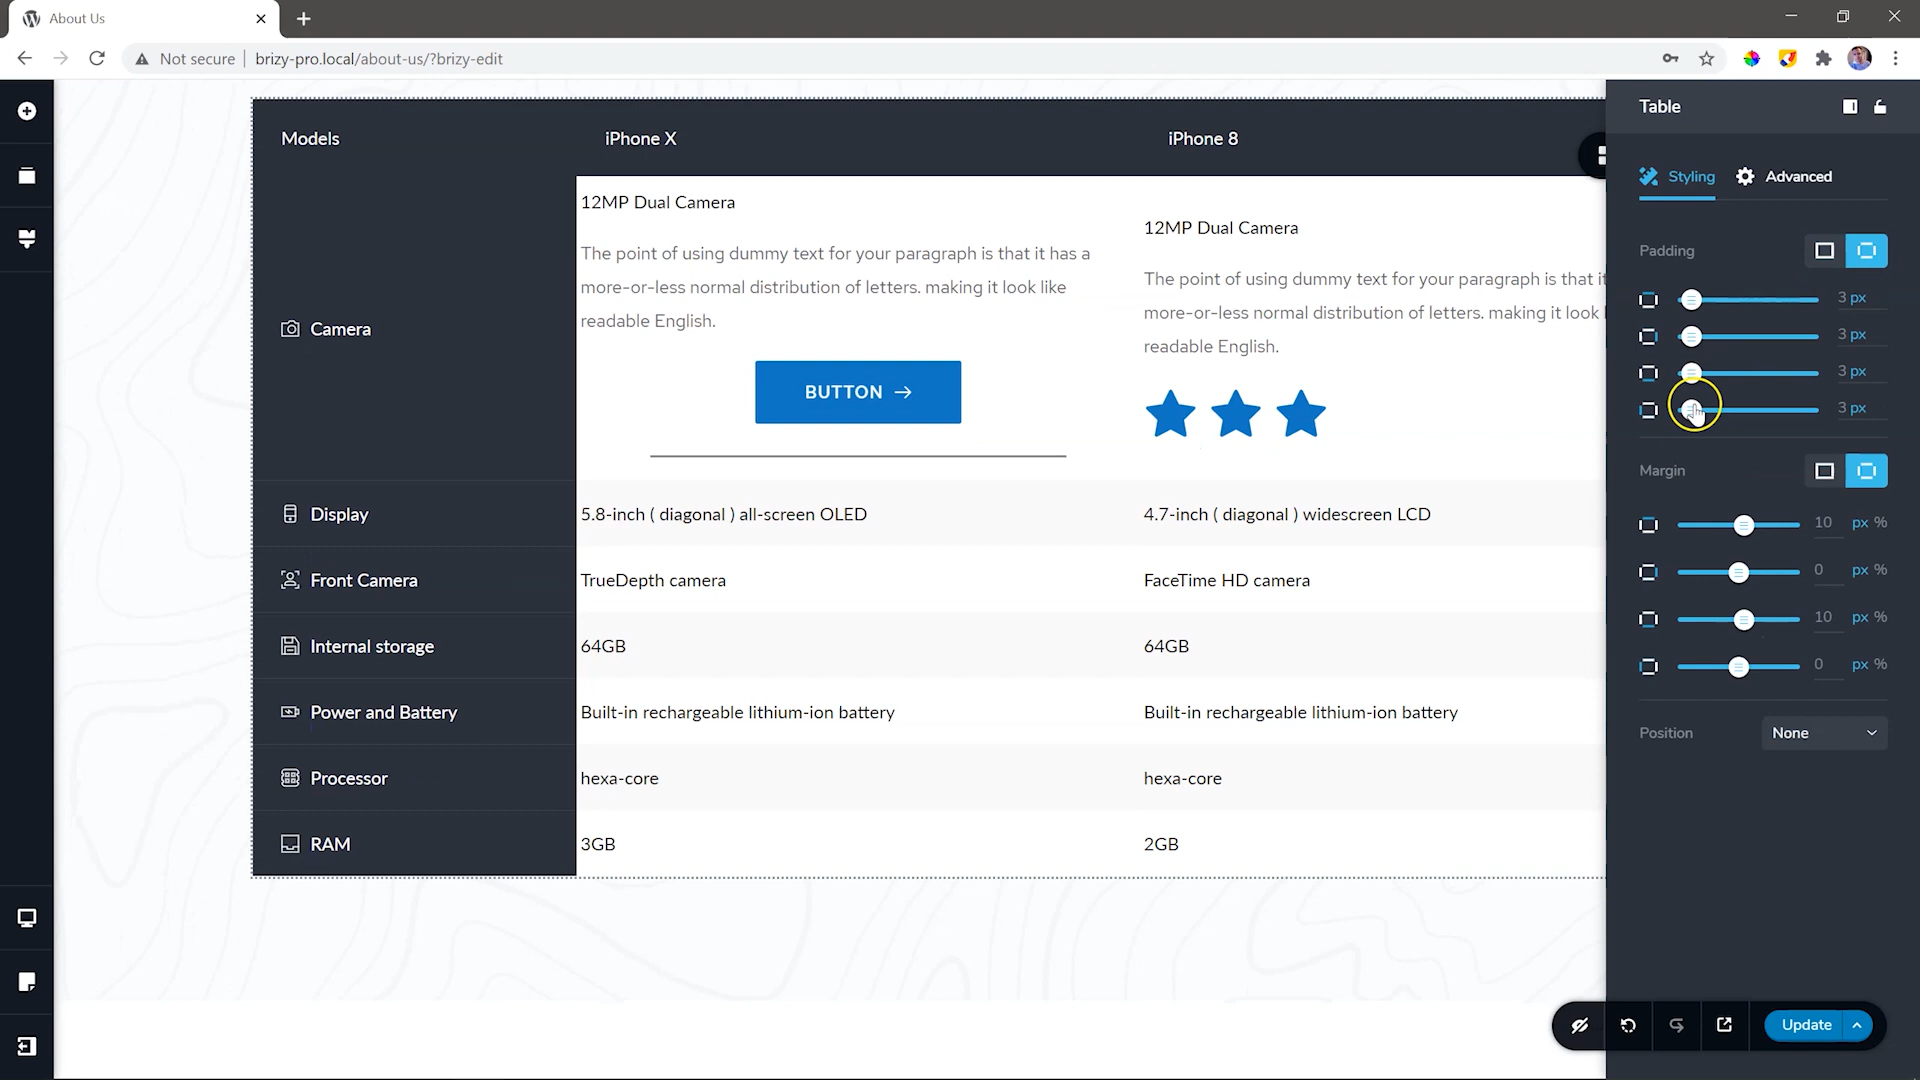 About Us
Not secure
brizy-pro.local/about-us/?brizy-edit
Models
iPhone X
iPhone 8
Camera
12MP Dual Camera
The point of using dummy text for your paragraph is that it has a
more-or-less normal distribution of letters. making it look like
readable English.
BUTTON
12MP Dual Camera
The point of using dummy text for your paragraph is that it
more-or-less normal distribution of letters. making it look
readable English.
Display
5.8-inch ( diagonal ) all-screen OLED
4.7-inch ( diagonal ) widescreen LCD
Front Camera
TrueDepth camera
FaceTime HD camera
Internal storage
64GB
64GB
Power and Battery
Built-in rechargeable lithium-ion battery
Built-in rechargeable lithium-ion battery
Processor
hexa-core
hexa-core
RAM
3GB
2GB
Table
Styling
Advanced
Padding
3 px
3 px
3 px
3 px
Margin
10 px %
0 px %
10 px %
0 px %
Position
None
Update